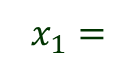 x₁ =